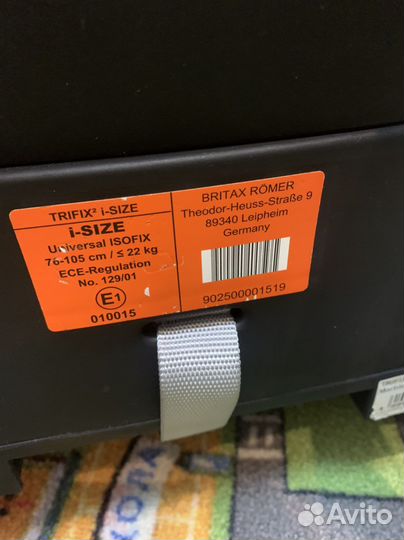 TRIFIX² i-SIZE
i-SIZE
Universal ISOFIX
76-105 cm / ≤ 22 kg
ECE-Regulation
No. 129/01
E1
010015
BRITAX RÖMER
Theodor-Heuss-Straße 9
89340 Leipheim
Germany
902500001519
КОЛА
Avito